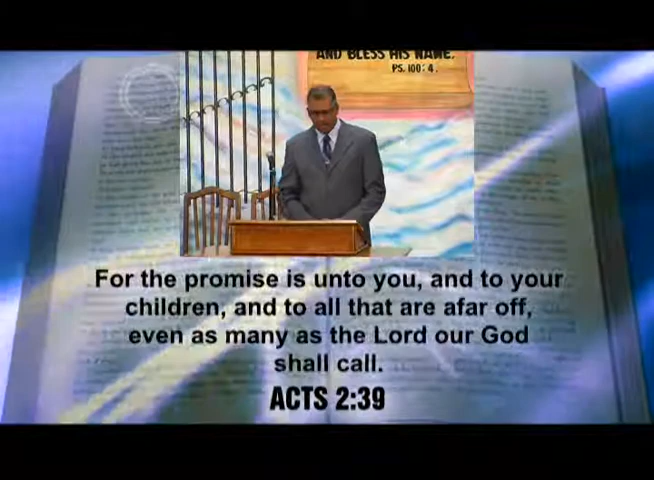 AND BLESS HIS NAME.
PS. 100: 4.
For the promise is unto you, and to your
children, and to all that are afar off,
even as many as the Lord our God
shall call.
ACTS 2:39